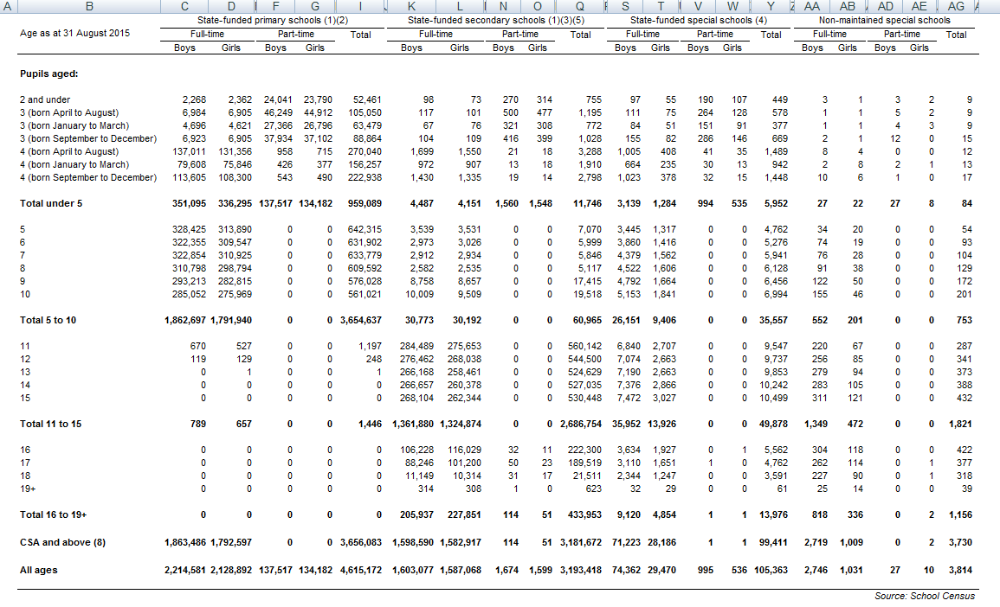 A B C D F G I K L N O Q S T V W Y AA AB AD AE AG
State-funded primary schools (1)(2) State-funded secondary schools (1)(3)(5) State-funded special schools (4) Non-maintained special schools
Age as at 31 August 2015 Full-time Part-time Total Full-time Part-time Total Full-time Part-time Total Full-time Part-time Total
Boys Girls Boys Girls Boys Girls Boys Girls Boys Girls Boys Girls Boys Girls Boys Girls
Pupils aged:
2 and under 2,268 2,362 24,041 23,790 52,461 98 73 270 314 755 97 55 190 107 449 3 1 3 2 9
3 (born April to August) 6,984 6,905 46,249 44,912 105,050 117 101 500 477 1,195 111 75 264 128 578 1 1 5 2 9
3 (born January to March) 4,696 4,621 27,366 26,796 63,479 67 76 321 308 772 84 51 151 91 377 1 1 4 3 9
3 (born September to December) 6,923 6,905 37,934 37,102 88,864 104 109 416 399 1,028 155 82 286 146 669 2 1 12 0 15
4 (born April to August) 137,011 131,356 958 715 270,040 1,699 1,550 21 18 3,288 1,005 408 41 35 1,489 8 4 0 0 12
4 (born January to March) 79,608 75,846 426 377 156,257 972 907 13 18 1,910 664 235 30 13 942 2 8 2 1 13
4 (born September to December) 113,605 108,300 543 490 222,938 1,430 1,335 19 14 2,798 1,023 378 32 15 1,448 10 6 1 0 17
Total under 5 351,095 336,295 137,517 134,182 959,089 4,487 4,151 1,560 1,548 11,746 3,139 1,284 994 535 5,952 27 22 27 8 84
5 328,425 313,890 0 0 642,315 3,539 3,531 0 0 7,070 3,445 1,317 0 0 4,762 34 20 0 0 54
6 322,355 309,547 0 0 631,902 2,973 3,026 0 0 5,999 3,860 1,416 0 0 5,276 74 19 0 0 93
7 322,854 310,925 0 0 633,779 2,912 2,934 0 0 5,846 4,379 1,562 0 0 5,941 76 28 0 0 104
8 310,798 298,794 0 0 609,592 2,582 2,535 0 0 5,117 4,522 1,606 0 0 6,128 91 38 0 0 129
9 293,213 282,815 0 0 576,028 8,758 8,657 0 0 17,415 4,792 1,664 0 0 6,456 122 50 0 0 172
10 285,052 275,969 0 0 561,021 10,009 9,509 0 0 19,518 5,153 1,841 0 0 6,994 155 46 0 0 201
Total 5 to 10 1,862,697 1,791,940 0 0 3,654,637 30,773 30,192 0 0 60,965 26,151 9,406 0 0 35,557 552 201 0 0 753
11 670 527 0 0 1,197 284,489 275,653 0 0 560,142 6,840 2,707 0 0 9,547 220 67 0 0 287
12 119 129 0 0 248 276,462 268,038 0 0 544,500 7,074 2,663 0 0 9,737 256 85 0 0 341
13 0 1 0 0 1 266,168 258,461 0 0 524,629 7,190 2,663 0 0 9,853 279 94 0 0 373
14 0 0 0 0 0 266,657 260,378 0 0 527,035 7,376 2,866 0 0 10,242 283 105 0 0 388
15 0 0 0 0 0 268,104 262,344 0 0 530,448 7,472 3,027 0 0 10,499 311 121 0 0 432
Total 11 to 15 789 657 0 0 1,446 1,361,880 1,324,874 0 0 2,686,754 35,952 13,926 0 0 49,878 1,349 472 0 0 1,821
16 0 0 0 0 0 106,228 116,029 32 11 222,300 3,634 1,927 0 1 5,562 304 118 0 0 422
17 0 0 0 0 0 88,246 101,200 50 23 189,519 3,110 1,651 1 0 4,762 262 114 0 1 377
18 0 0 0 0 0 11,149 10,314 31 17 21,511 2,344 1,247 0 0 3,591 227 90 0 1 318
19+ 0 0 0 0 0 314 308 1 0 623 32 29 0 0 61 25 14 0 0 39
Total 16 to 19+ 0 0 0 0 0 205,937 227,851 114 51 433,953 9,120 4,854 1 1 13,976 818 336 0 2 1,156
CSA and above (8) 1,863,486 1,792,597 0 0 3,656,083 1,598,590 1,582,917 114 51 3,181,672 71,223 28,186 1 1 99,411 2,719 1,009 0 2 3,730
All ages 2,214,581 2,128,892 137,517 134,182 4,615,172 1,603,077 1,587,068 1,674 1,599 3,193,418 74,362 29,470 995 536 105,363 2,746 1,031 27 10 3,814
Source: School Census